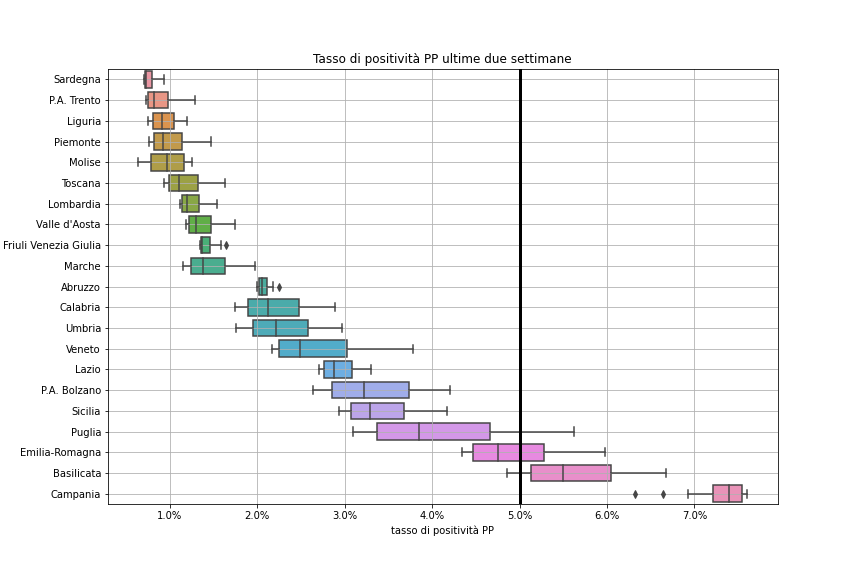 Tasso di positività PP ultime due settimane
Sardegna
P.A. Trento
Liguria
Piemonte
Molise
Toscana
Lombardia
Valle d'Aosta
Friuli Venezia Giulia
Marche
Abruzzo
Calabria
Umbria
Veneto
Lazio
P.A. Bolzano
Sicilia
Puglia
Emilia-Romagna
Basilicata
Campania
1.0% 2.0% 3.0% 4.0% 5.0% 6.0% 7.0%
tasso di positività PP